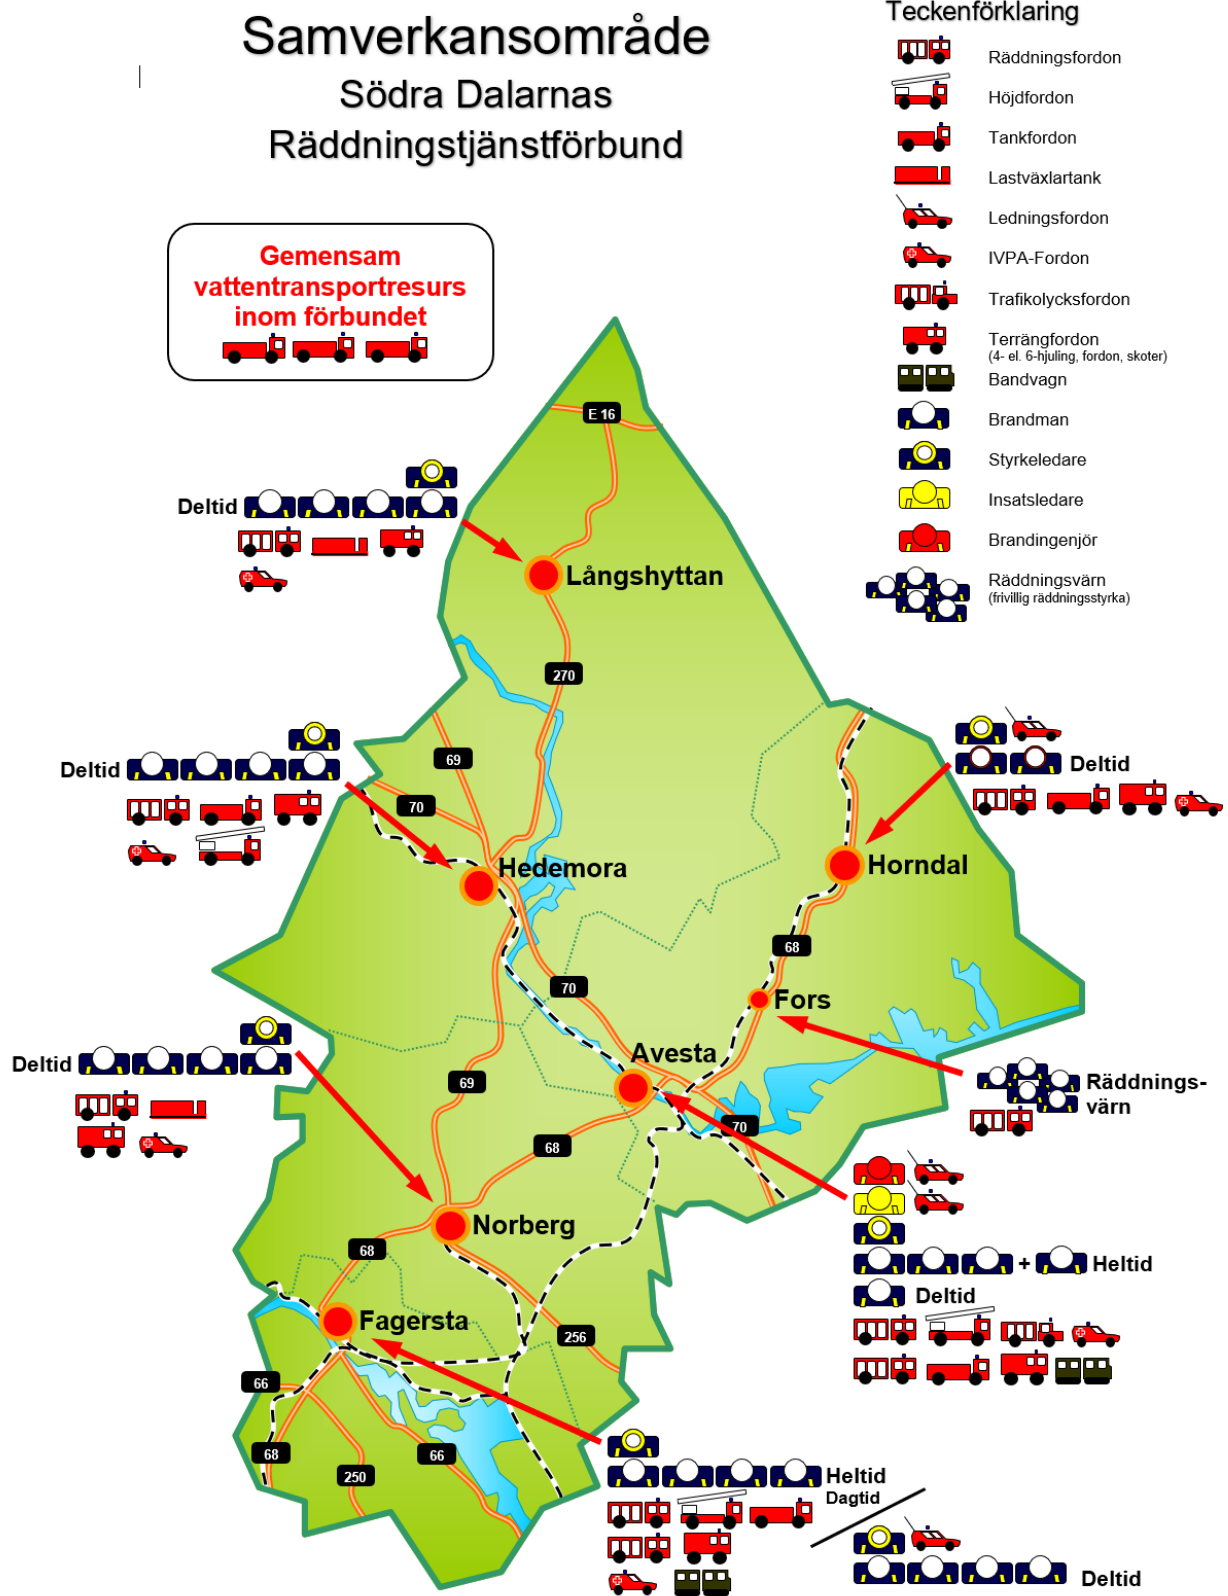 Samverkansområde
Södra Dalarnas
Räddningstjänstförbund
Teckenförklaring
Räddningsfordon
Höjdfordon
Tankfordon
Lastväxlartank
Ledningsfordon
IVPA-Fordon
Trafikolycksfordon
Terrängfordon
(4- el. 6-hjuling, fordon, skoter)
Bandvagn
Brandman
Styrkeledare
Insatsledare
Brandingenjör
Räddningsvärn
(frivillig räddningsstyrka)
Gemensam
vattentransportresurs
inom förbundet
E 16
Deltid
Långshyttan
270
69
Deltid
70
Hedemora
Deltid
Horndal
68
70
Fors
Avesta
Deltid
69
Räddnings-
värn
70
68
Norberg
68
+ Heltid
Deltid
Fagersta
256
66
68
250
66
Heltid
Dagtid
Deltid